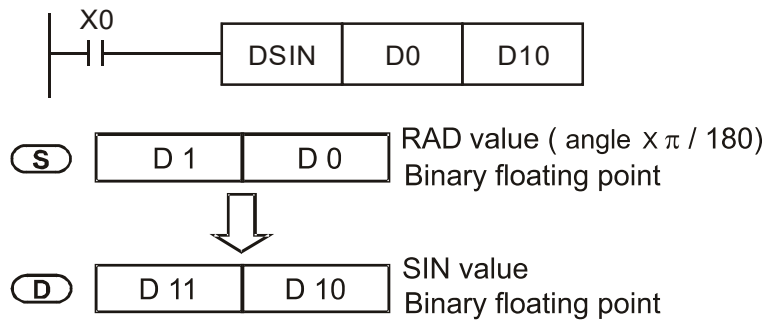 X0
DSIN D0 D10
S D 1 D 0 RAD value ( angle x π / 180)
Binary floating point
D D 11 D 10 SIN value
Binary floating point